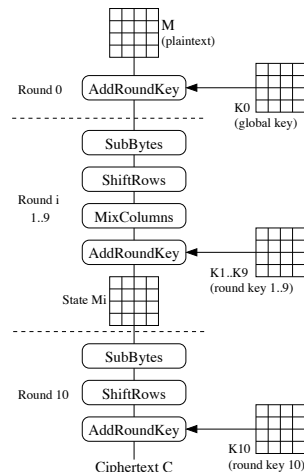 M
(plaintext)
Round 0
AddRoundKey
K0
(global key)
SubBytes
ShiftRows
Round i
1..9
MixColumns
AddRoundKey
K1..K9
(round key 1..9)
State Mi
SubBytes
Round 10
ShiftRows
AddRoundKey
K10
(round key 10)
Ciphertext C